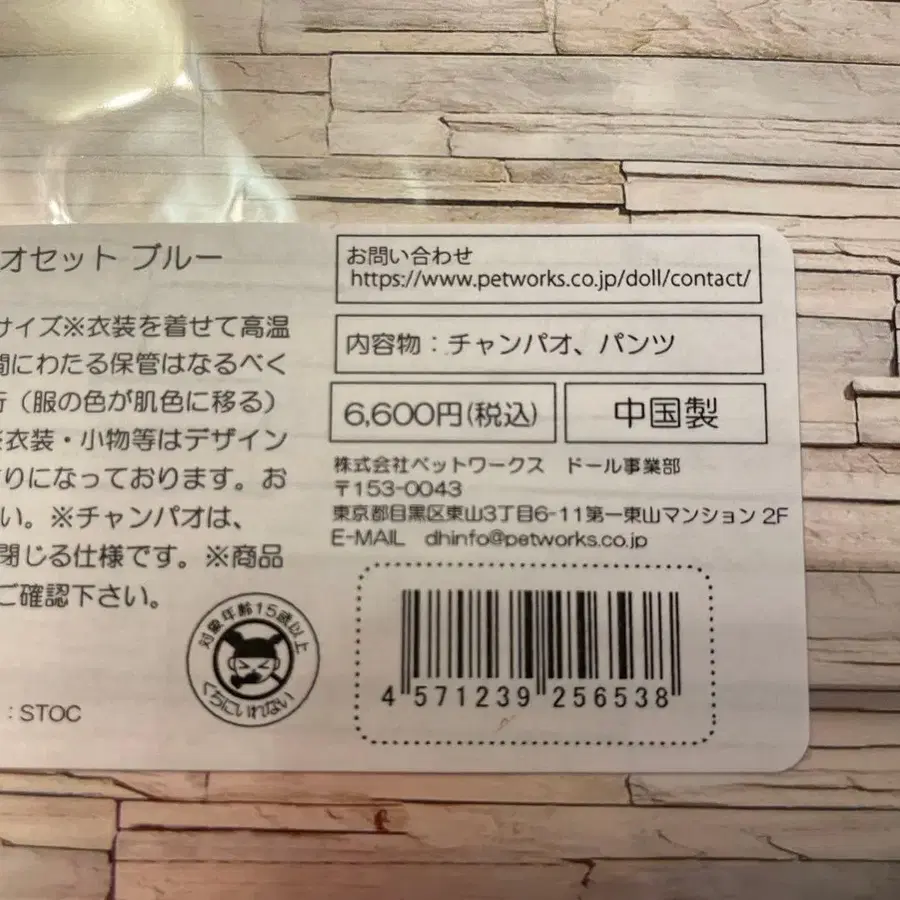 オセット ブルー
サイズ※衣装を着せて高温
間にわたる保管はなるべく
行（服の色が肌色に移る）
※衣装・小物等はデザイン
りになっております。お
い。※チャンパオは、
閉じる仕様です。※商品
ご確認下さい。
: STOC
対象年齢15歳以上
くちにいれない
お問い合わせ
https://www.petworks.co.jp/doll/contact/
内容物：チャンパオ、パンツ
6,600円(税込)
中国製
株式会社ペットワークス ドール事業部
〒153-0043
東京都目黒区東山3丁目6-11第一東山マンション 2F
E-MAIL dhinfo@petworks.co.jp
4 571239 256538